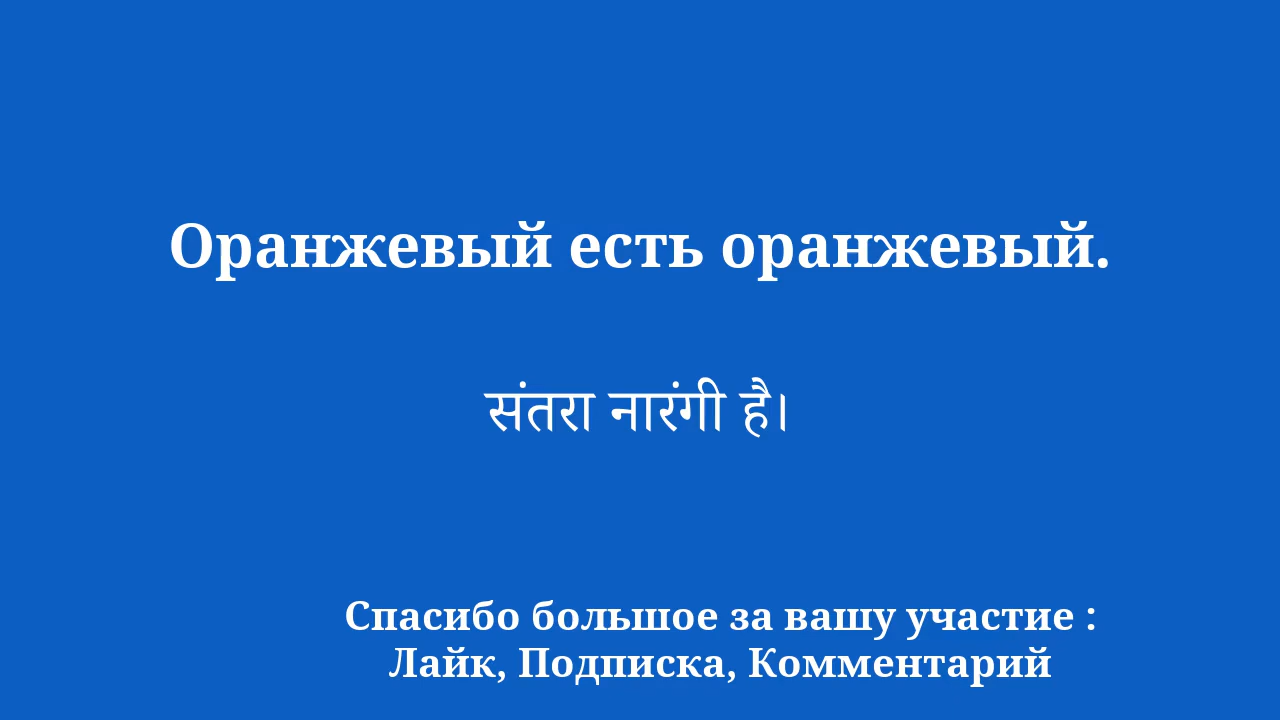 Оранжевый есть оранжевый.
संतरा नारंगी है।
Спасибо большое за вашу участие :
Лайк, Подписка, Комментарий